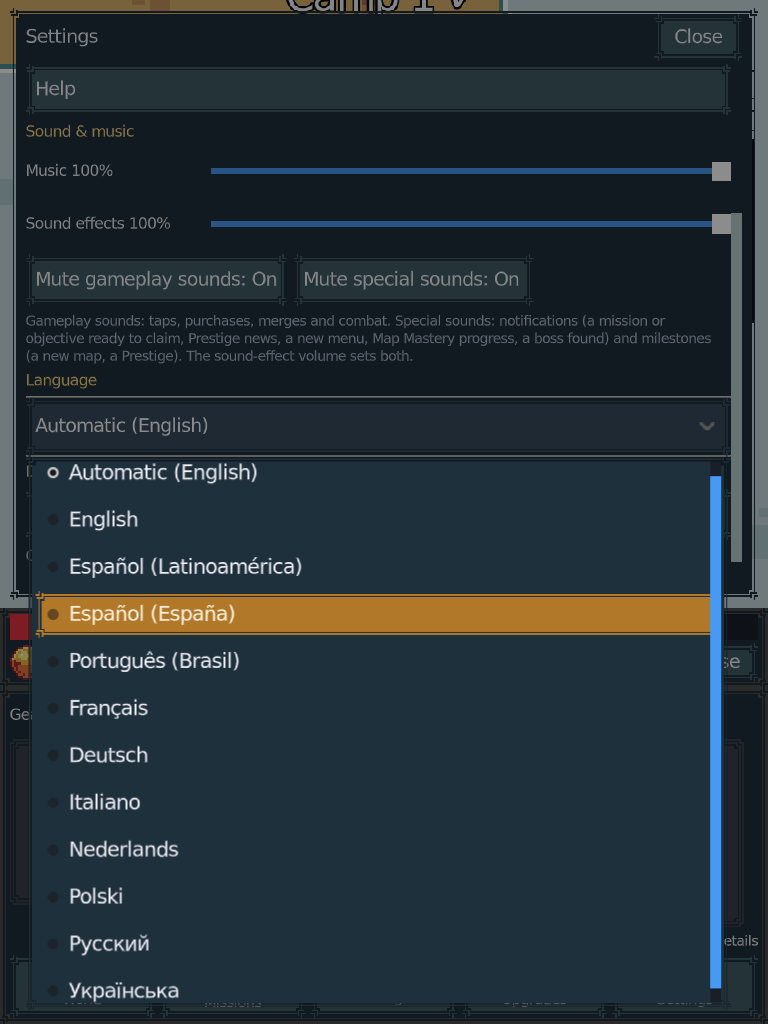 Camp 1
Settings
Close
Help
Sound & music
Music 100%
Sound effects 100%
Mute gameplay sounds: On
Mute special sounds: On
Gameplay sounds: taps, purchases, merges and combat. Special sounds: notifications (a mission or
objective ready to claim, Prestige news, a new menu, Map Mastery progress, a boss found) and milestones
(a new map, a Prestige). The sound-effect volume sets both.
Language
Automatic (English)
Automatic (English)
English
Español (Latinoamérica)
Español (España)
Português (Brasil)
Français
Deutsch
Italiano
Nederlands
Polski
Русский
Українська